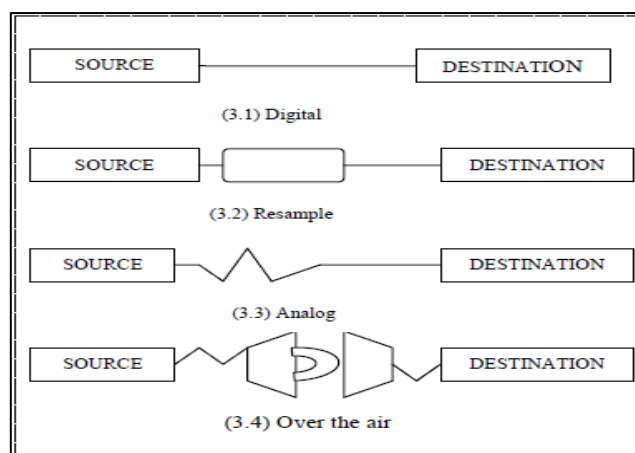 SOURCE DESTINATION
(3.1) Digital
SOURCE DESTINATION
(3.2) Resample
SOURCE DESTINATION
(3.3) Analog
SOURCE DESTINATION
(3.4) Over the air